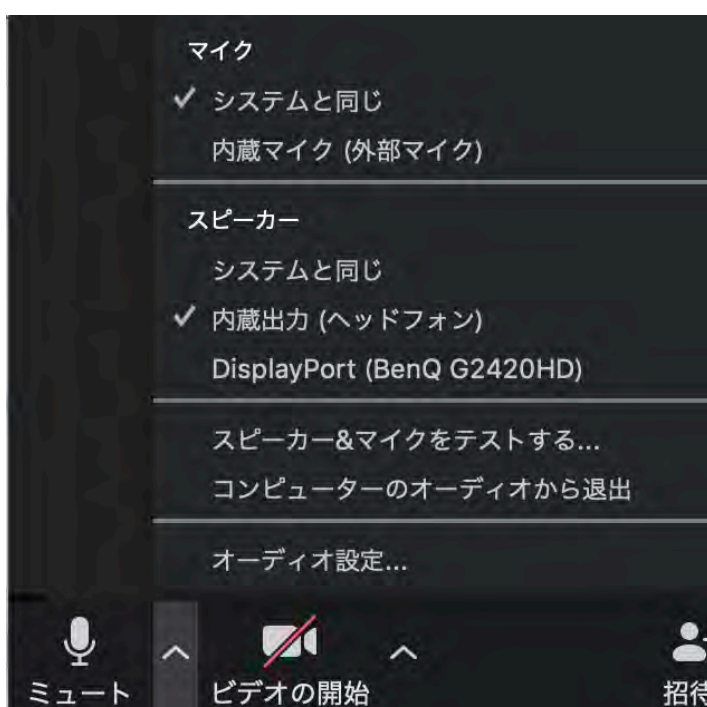 マイク
システムと同じ
内蔵マイク (外部マイク)
スピーカー
システムと同じ
内蔵出力 (ヘッドフォン)
DisplayPort (BenQ G2420HD)
スピーカー&マイクをテストする...
コンピューターのオーディオから退出
オーディオ設定...
ミュート
ビデオの開始
招待